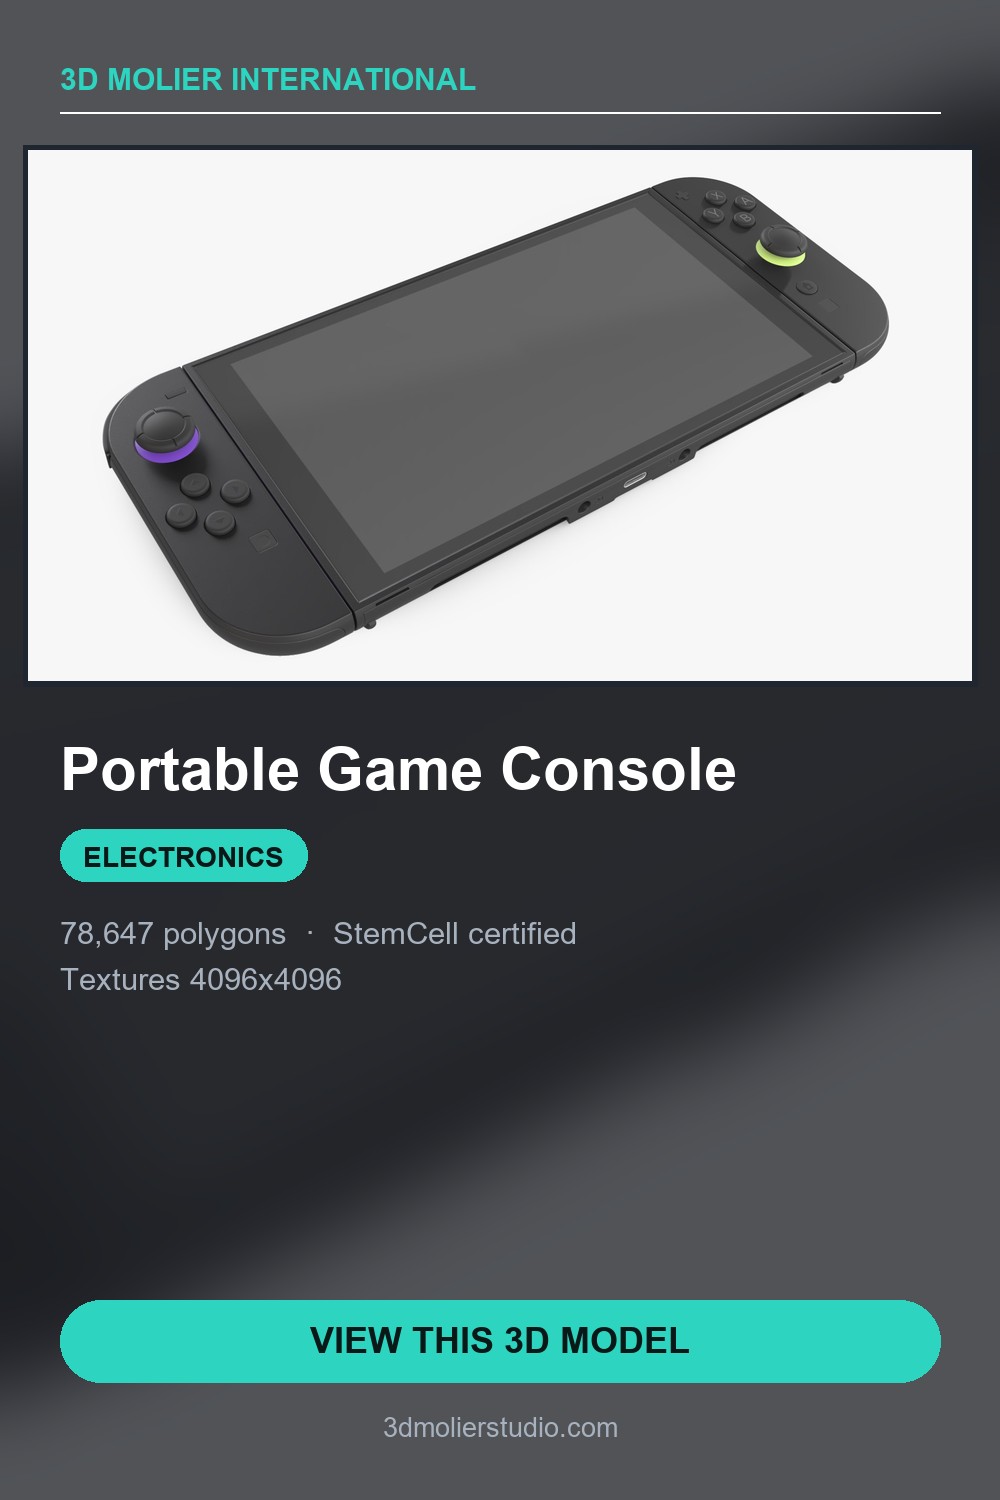 3D MOLIER INTERNATIONAL
X
A
Y
B
Portable Game Console
ELECTRONICS
78,647 polygons · StemCell certified
Textures 4096x4096
VIEW THIS 3D MODEL
3dmolierstudio.com